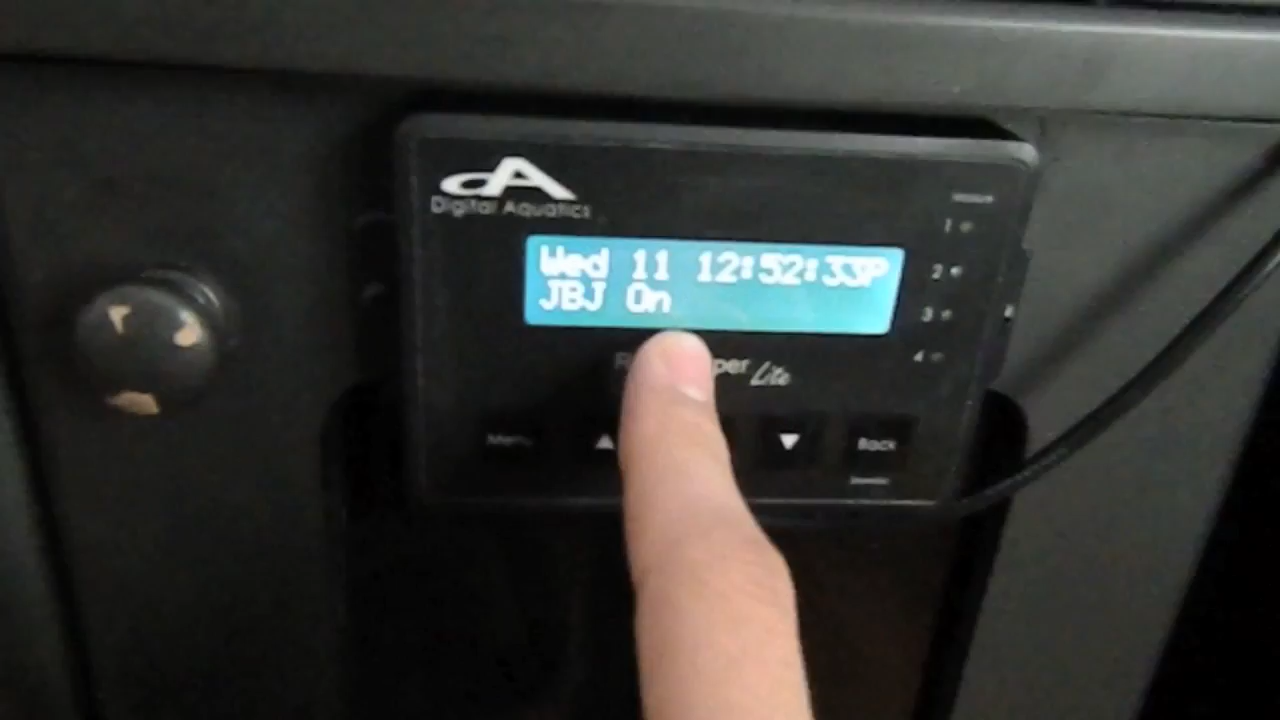 dA
Digital Aquatics
Wed 11 12:52:33P
JBJ On
Lite
1
2
3
4
Menu
Back